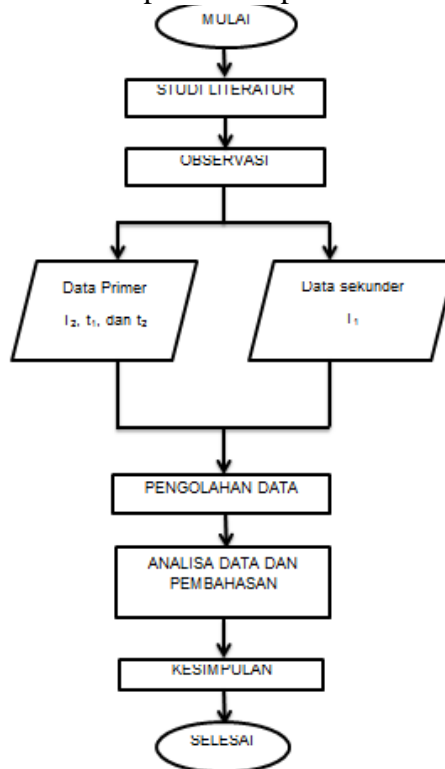 MULAI
STUDI LITERATUR
OBSERVASI
Data Primer
I₂, t₁, dan t₂
Data sekunder
I₁
PENGOLAHAN DATA
ANALISA DATA DAN
PEMBAHASAN
KESIMPULAN
SELESAI